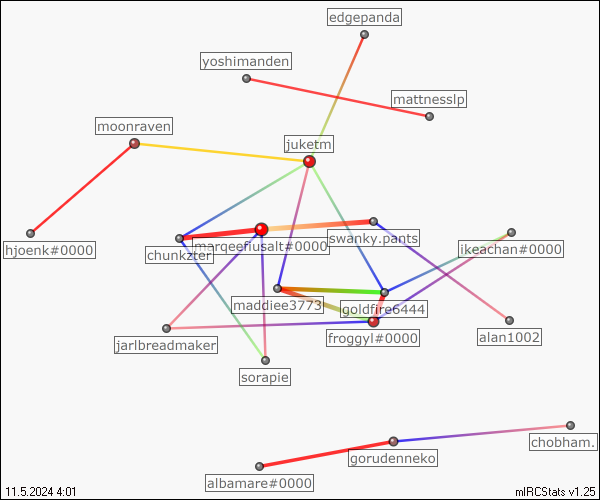 edgepanda
yoshimanden
mattnesslp
moonraven
juketm
marqeefiusalt#0000
swanky.pants
hjoenk#0000
chunkzter
ikeachan#0000
maddiee3773
goldfire6444
jarlbreadmaker
froggyl#0000
alan1002
sorapie
chobham.
gorudenneko
albamare#0000
11.5.2024 4:01
mIRCStats v1.25